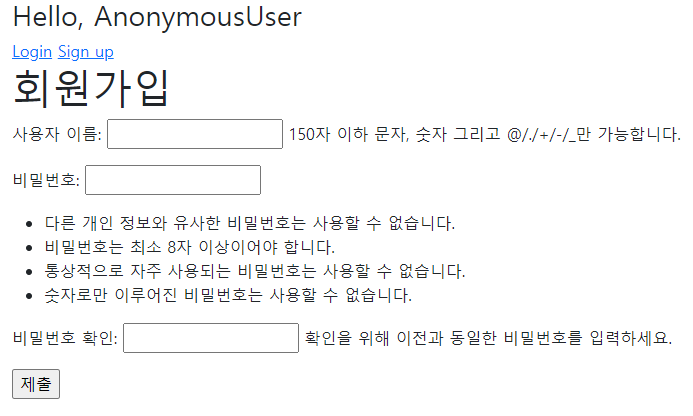 Hello, AnonymousUser
Login Sign up
회원가입
사용자 이름: 150자 이하 문자, 숫자 그리고 @/./+/-/_만 가능합니다.
비밀번호:
다른 개인 정보와 유사한 비밀번호는 사용할 수 없습니다.
비밀번호는 최소 8자 이상이어야 합니다.
통상적으로 자주 사용되는 비밀번호는 사용할 수 없습니다.
숫자로만 이루어진 비밀번호는 사용할 수 없습니다.
비밀번호 확인: 확인을 위해 이전과 동일한 비밀번호를 입력하세요.
제출